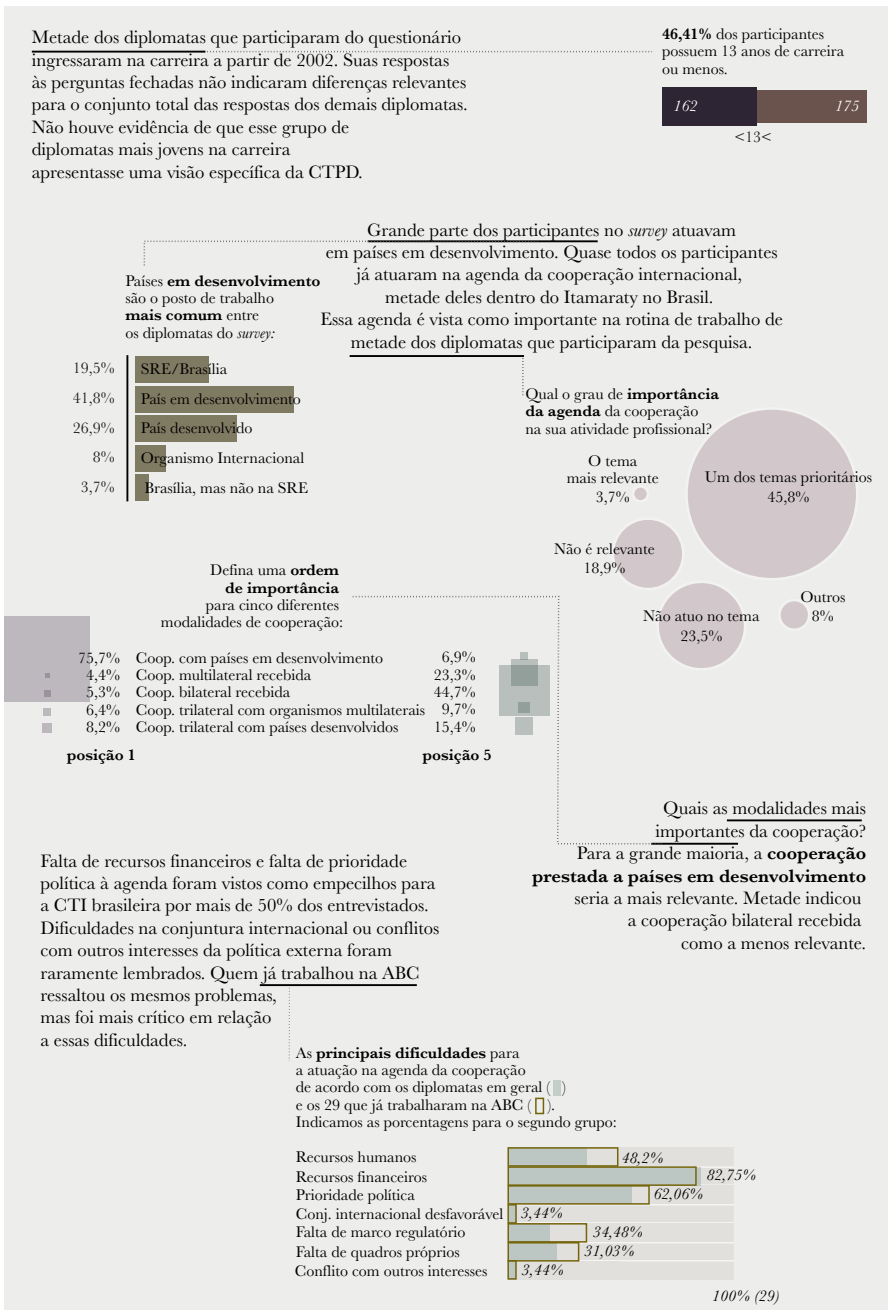 Metade dos diplomatas que participaram do questionário
ingressaram na carreira a partir de 2002. Suas respostas
às perguntas fechadas não indicaram diferenças relevantes
para o conjunto total das respostas dos demais diplomatas.
Não houve evidência de que esse grupo de
diplomatas mais jovens na carreira
apresentasse uma visão específica da CTPD.
46,41% dos participantes
possuem 13 anos de carreira
ou menos.
162 175
<13<
Grande parte dos participantes no survey atuavam
em países em desenvolvimento. Quase todos os participantes
já atuaram na agenda da cooperação internacional,
metade deles dentro do Itamaraty no Brasil.
Essa agenda é vista como importante na rotina de trabalho de
metade dos diplomatas que participaram da pesquisa.
Países em desenvolvimento
são o posto de trabalho
mais comum entre
os diplomatas do survey:
19,5% SRE/Brasília
41,8% País em desenvolvimento
26,9% País desenvolvido
8% Organismo Internacional
3,7% Brasília, mas não na SRE
Qual o grau de importância
da agenda da cooperação
na sua atividade profissional?
O tema
mais relevante
3,7%
Um dos temas prioritários
45,8%
Não é relevante
18,9%
Não atuo no tema
23,5%
Outros
8%
Defina uma ordem
de importância
para cinco diferentes
modalidades de cooperação:
75,7% Coop. com países em desenvolvimento 6,9%
4,4% Coop. multilateral recebida 23,3%
5,3% Coop. bilateral recebida 44,7%
6,4% Coop. trilateral com organismos multilaterais 9,7%
8,2% Coop. trilateral com países desenvolvidos 15,4%
posição 1 posição 5
Quais as modalidades mais
importantes da cooperação?
Para a grande maioria, a cooperação
prestada a países em desenvolvimento
seria a mais relevante. Metade indicou
a cooperação bilateral recebida
como a menos relevante.
Falta de recursos financeiros e falta de prioridade
política à agenda foram vistos como empecilhos para
a CTI brasileira por mais de 50% dos entrevistados.
Dificuldades na conjuntura internacional ou conflitos
com outros interesses da política externa foram
raramente lembrados. Quem já trabalhou na ABC
ressaltou os mesmos problemas,
mas foi mais crítico em relação
a essas dificuldades.
As principais dificuldades para
a atuação na agenda da cooperação
de acordo com os diplomatas em geral ( )
e os 29 que já trabalharam na ABC ( ).
Indicamos as porcentagens para o segundo grupo:
Recursos humanos 48,2%
Recursos financeiros 82,75%
Prioridade política 62,06%
Conj. internacional desfavorável 3,44%
Falta de marco regulatório 34,48%
Falta de quadros próprios 31,03%
Conflito com outros interesses 3,44%
100% (29)